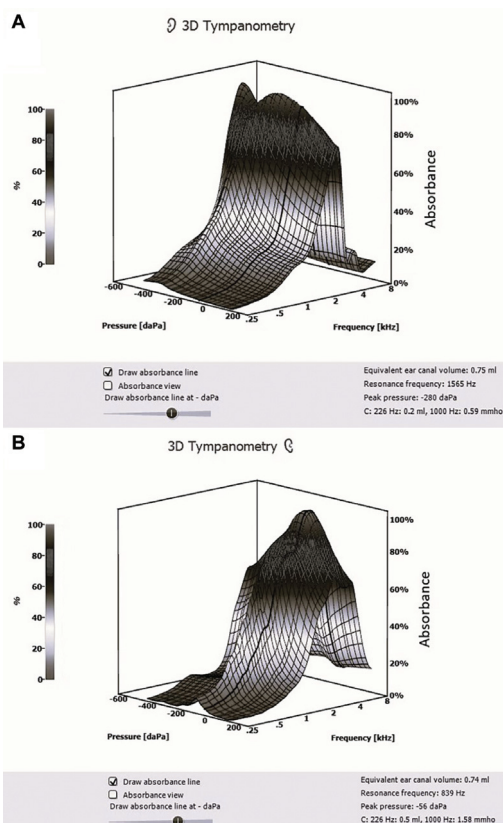 A
3D Tympanometry
100
80
60
40
20
0
%
100%
80%
60%
40%
20%
0%
Absorbance
-600
-400
-200
0
200
Pressure [daPa]
.25
.5
1
2
4
8
Frequency [kHz]
Draw absorbance line
Absorbance view
Draw absorbance line at - daPa
Equivalent ear canal volume: 0.75 ml
Resonance frequency: 1565 Hz
Peak pressure: -280 daPa
C: 226 Hz: 0.2 ml, 1000 Hz: 0.59 mmho
B
3D Tympanometry
100
80
60
40
20
0
%
100%
80%
60%
40%
20%
0%
Absorbance
-600
-400
-200
0
200
Pressure [daPa]
.25
.5
1
2
4
8
Frequency [kHz]
Draw absorbance line
Absorbance view
Draw absorbance line at - daPa
Equivalent ear canal volume: 0.74 ml
Resonance frequency: 839 Hz
Peak pressure: -56 daPa
C: 226 Hz: 0.5 ml, 1000 Hz: 1.58 mmho